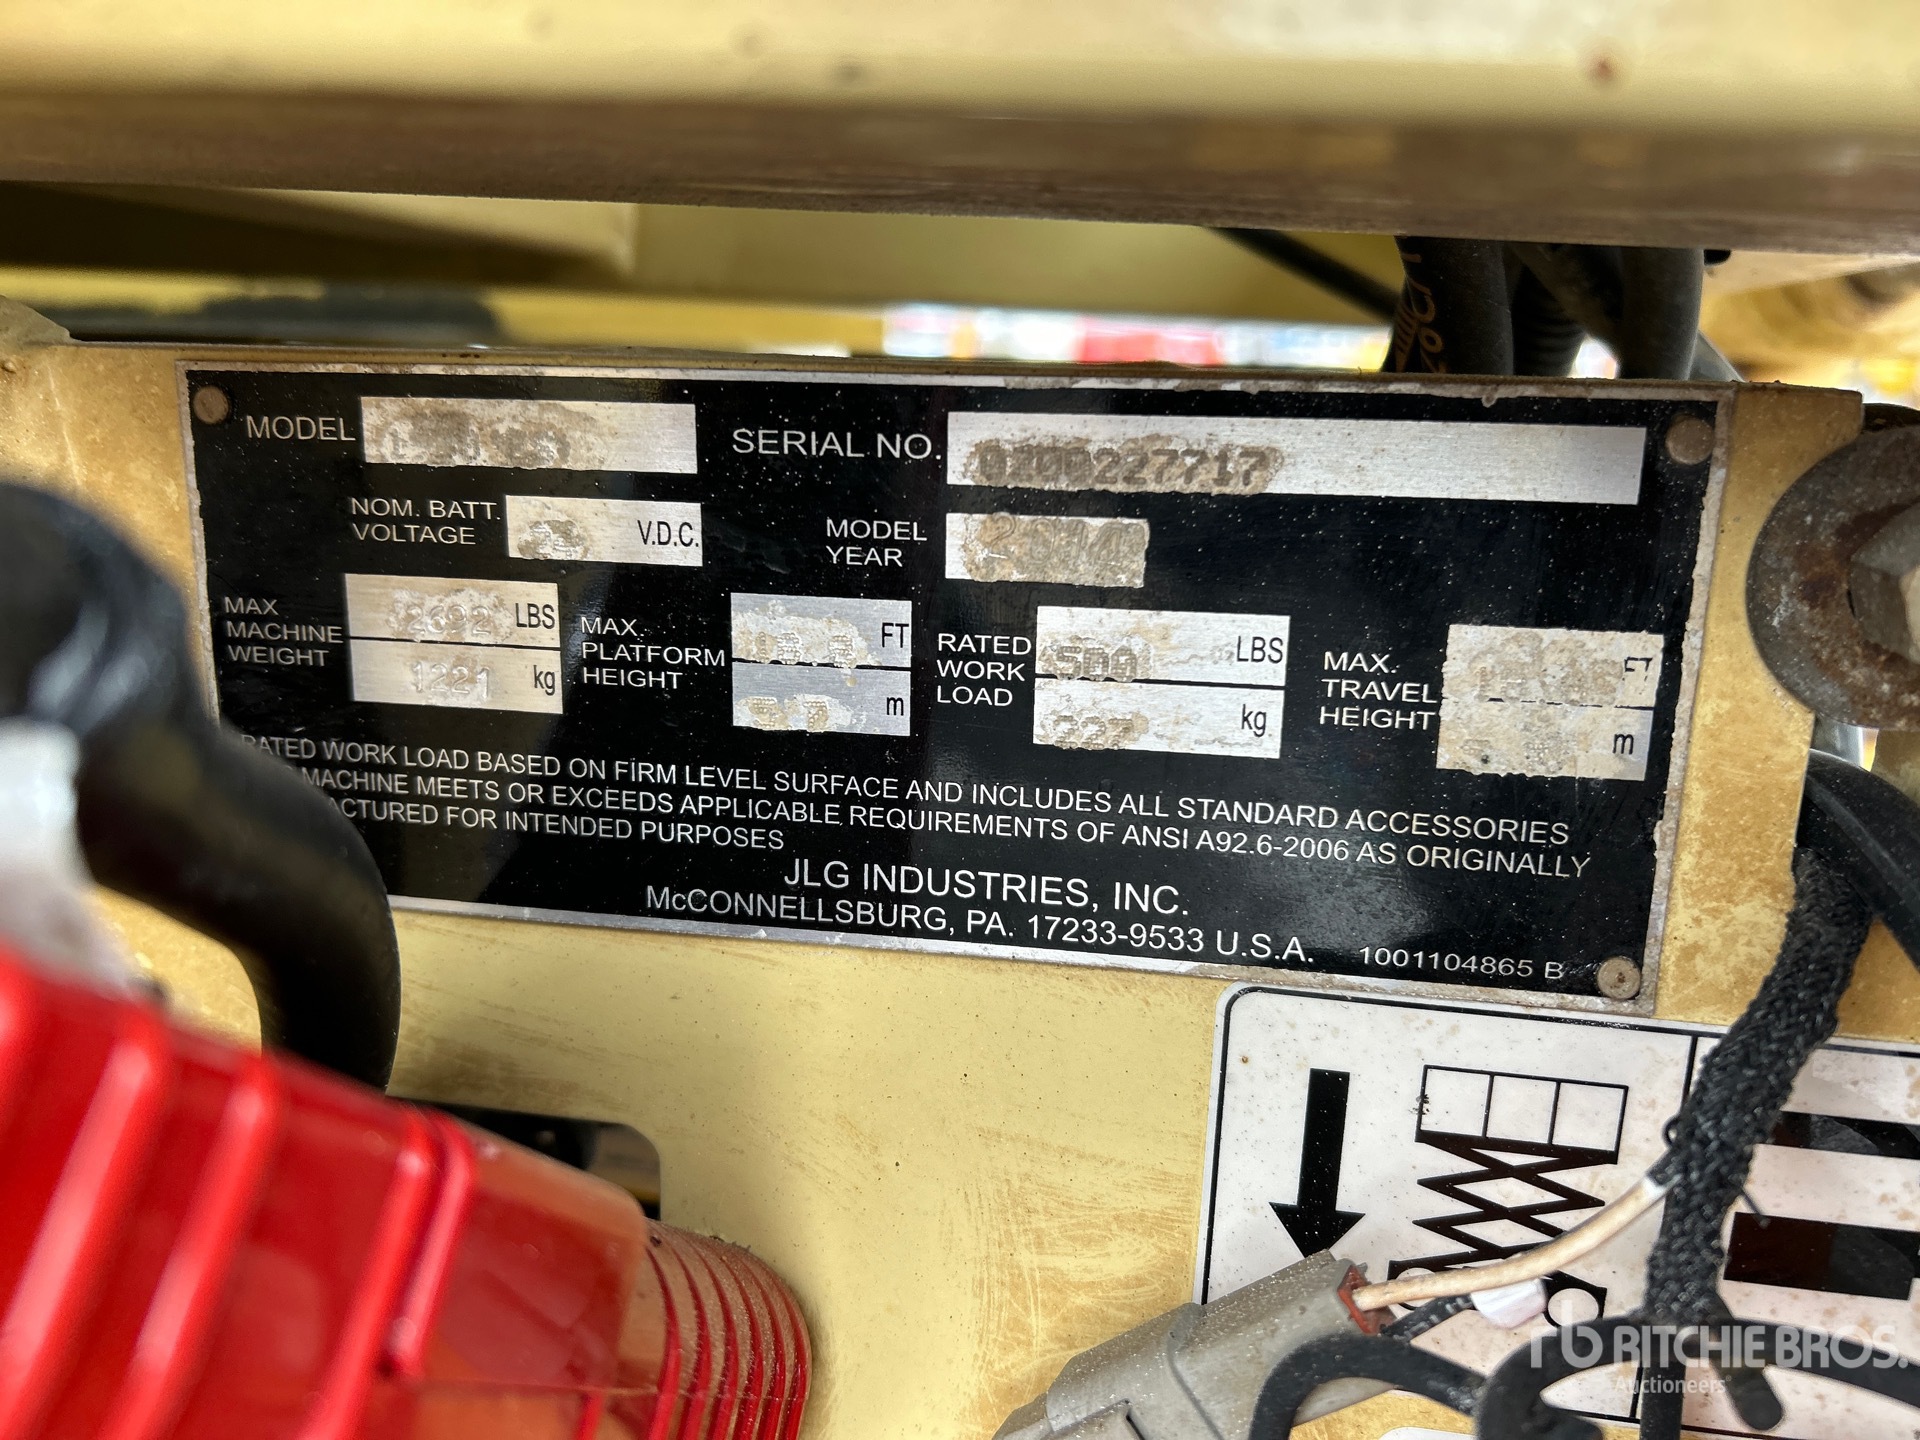 MODEL
SERIAL NO. 0200227717
NOM. BATT. VOLTAGE V.D.C.
MODEL YEAR 2014
MAX MACHINE WEIGHT 2692 LBS
1221 kg
MAX. PLATFORM HEIGHT FT
m
RATED WORK LOAD 500 LBS
227 kg
MAX. TRAVEL HEIGHT FT
m
RATED WORK LOAD BASED ON FIRM LEVEL SURFACE AND INCLUDES ALL STANDARD ACCESSORIES
MACHINE MEETS OR EXCEEDS APPLICABLE REQUIREMENTS OF ANSI A92.6-2006 AS ORIGINALLY
FOR INTENDED PURPOSES
JLG INDUSTRIES, INC.
McCONNELLSBURG, PA. 17233-9533 U.S.A.
1001104865 B
rb RITCHIE BROS.
Auctioneers